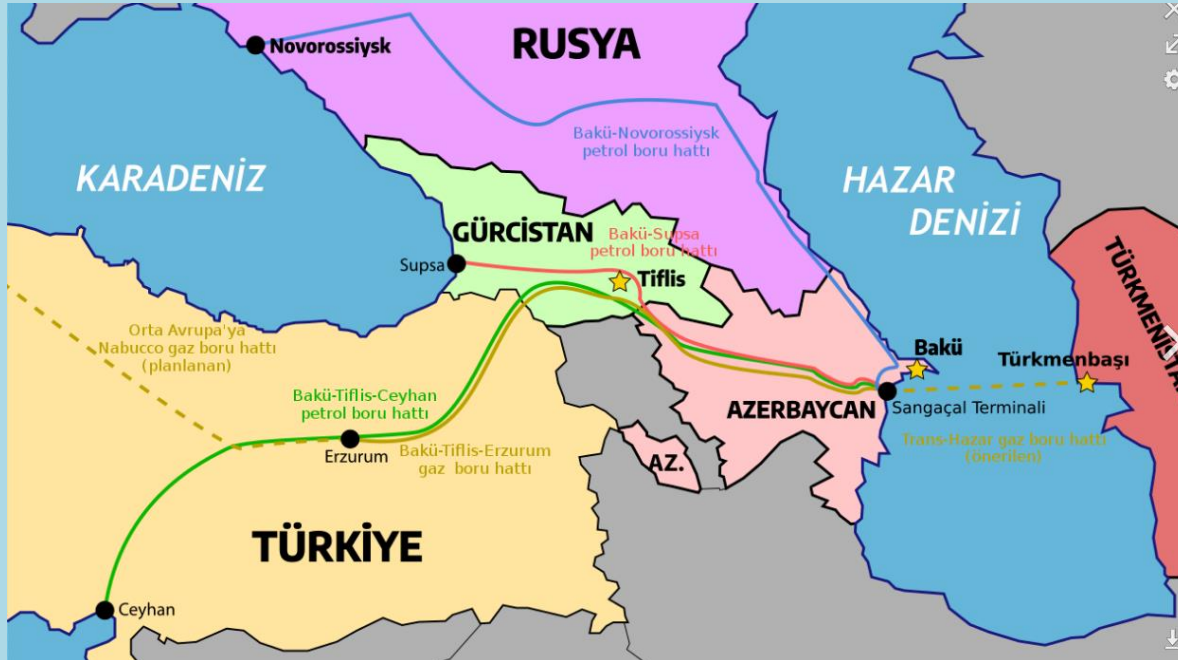 RUSYA
Novorossiysk
Bakü-Novorossiysk
petrol boru hattı
KARADENİZ
HAZAR
DENİZİ
GÜRCİSTAN
Bakü-Supsa
petrol boru hattı
Supsa
Tiflis
TÜRKMENİSTA
Orta Avrupa'ya
Nabucco gaz boru hattı
(planlanan)
Bakü
Türkmenbaşı
Bakü-Tiflis-Ceyhan
petrol boru hattı
AZERBAYCAN
Sangaçal Terminali
Erzurum
Bakü-Tiflis-Erzurum
gaz boru hattı
Trans-Hazar gaz boru hattı
(önerilen)
AZ.
TÜRKİYE
Ceyhan